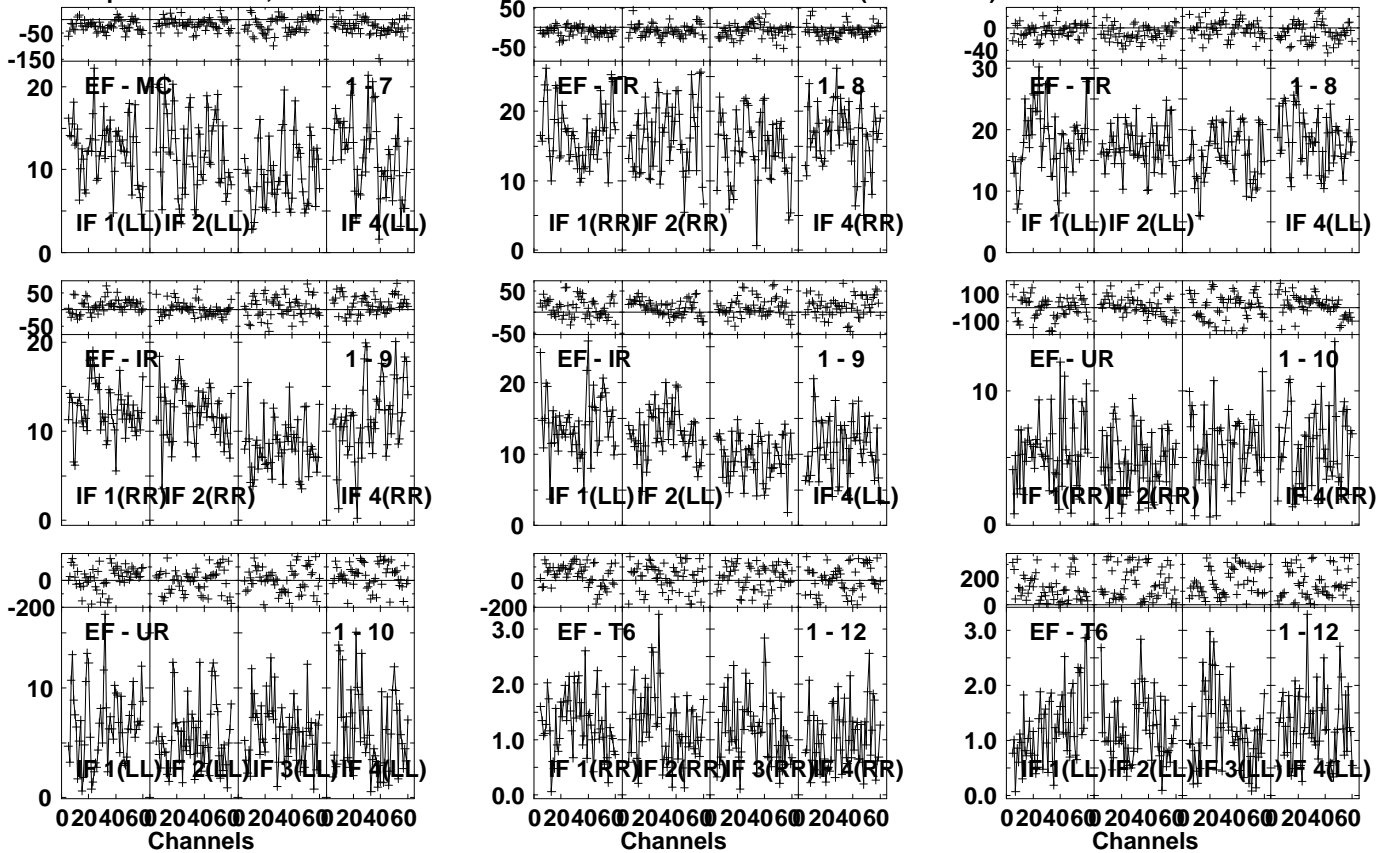 50
-50 -50 0
-150 -40
30
20 EF - MC 1 - 7 EF - TR 1 - 8 EF - TR 1 - 8
20 20
10 10 10
IF 1(LL) IF 2(LL) IF 4(LL) IF 1(RR) IF 2(RR) IF 4(RR) IF 1(LL) IF 2(LL) IF 4(LL)
0 0 0
50 50 100
-50 -50 -100
20 EF - IR 1 - 9 EF - IR 1 - 9 EF - UR 1 - 10
20 10
10 10
IF 1(RR) IF 2(RR) IF 4(RR) IF 1(LL) IF 2(LL) IF 4(LL) IF 1(RR) IF 2(RR) IF 4(RR)
0 0 0
0 0 200
-200 -200 0
EF - UR 1 - 10 EF - T6 1 - 12 EF - T6 1 - 12
3.0 3.0
10 2.0 2.0
1.0 1.0
IF 1(LL) IF 2(LL) IF 3(LL) IF 4(LL) IF 1(RR) IF 2(RR) IF 3(RR) IF 4(RR) IF 1(LL) IF 2(LL) IF 3(LL) IF 4(LL)
0 0.0 0.0
0 20 40 60 0 20 40 60 0 20 40 60 0 20 40 60 0 20 40 60 0 20 40 60 0 20 40 60 0 20 40 60 0 20 40 60 0 20 40 60 0 20 40 60 0 20 40 60
Channels Channels Channels